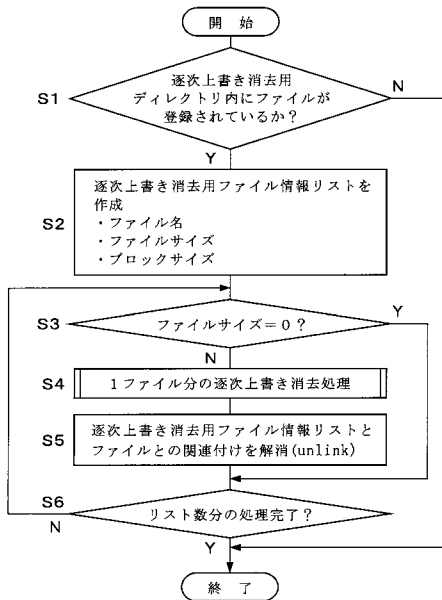 開 始
S1
逐次上書き消去用
ディレクトリ内にファイルが
登録されているか？
N
Y
S2
逐次上書き消去用ファイル情報リストを
作成
・ファイル名
・ファイルサイズ
・ブロックサイズ
S3
ファイルサイズ＝0？
Y
N
S4
1ファイル分の逐次上書き消去処理
S5
逐次上書き消去用ファイル情報リストと
ファイルとの関連付けを解消(unlink)
S6
リスト数分の処理完了？
N
Y
終 了